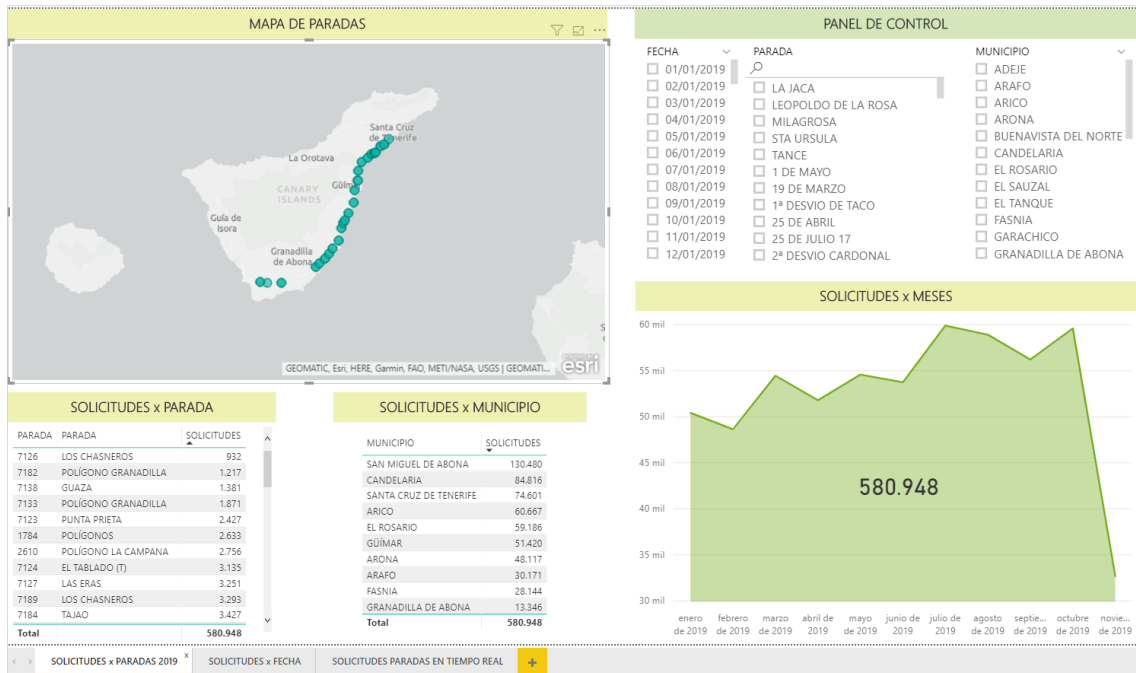 MAPA DE PARADAS
Santa Cruz
de Tenerife
La Orotava
CANARY
ISLANDS
Güímar
Guía de
Isora
Granadilla
de Abona
GEOMATIC, Esri, HERE, Garmin, FAO, METI/NASA, USGS | GEOMATI...
esri
PANEL DE CONTROL
FECHA
01/01/2019
02/01/2019
03/01/2019
04/01/2019
05/01/2019
06/01/2019
07/01/2019
08/01/2019
09/01/2019
10/01/2019
11/01/2019
12/01/2019
PARADA
LA JACA
LEOPOLDO DE LA ROSA
MILAGROSA
STA URSULA
TANCE
1 DE MAYO
19 DE MARZO
1ª DESVIO DE TACO
25 DE ABRIL
25 DE JULIO 17
2ª DESVIO CARDONAL
MUNICIPIO
ADEJE
ARAFO
ARICO
ARONA
BUENAVISTA DEL NORTE
CANDELARIA
EL ROSARIO
EL SAUZAL
EL TANQUE
FASNIA
GARACHICO
GRANADILLA DE ABONA
SOLICITUDES x PARADA
PARADA PARADA SOLICITUDES
7126 LOS CHASNEROS 932
7182 POLÍGONO GRANADILLA 1.217
7138 GUAZA 1.381
7133 POLÍGONO GRANADILLA 1.871
7123 PUNTA PRIETA 2.427
1784 POLÍGONOS 2.633
2610 POLÍGONO LA CAMPANA 2.756
7124 EL TABLADO (T) 3.135
7127 LAS ERAS 3.251
7189 LOS CHASNEROS 3.293
7184 TAJAO 3.427
Total 580.948
SOLICITUDES x MUNICIPIO
MUNICIPIO SOLICITUDES
SAN MIGUEL DE ABONA 130.480
CANDELARIA 84.816
SANTA CRUZ DE TENERIFE 74.601
ARICO 60.667
EL ROSARIO 59.186
GÜÍMAR 51.420
ARONA 48.117
ARAFO 30.171
FASNIA 28.144
GRANADILLA DE ABONA 13.346
Total 580.948
SOLICITUDES x MESES
60 mil
55 mil
50 mil
45 mil
40 mil
35 mil
30 mil
580.948
enero febrero marzo abril de mayo junio de julio de agosto septie... octubre novie...
de 2019 de 2019 de 2019 2019 de 2019 2019 2019 de 2019 de 2019 de 2019 de 2019
SOLICITUDES x PARADAS 2019 x
SOLICITUDES x FECHA
SOLICITUDES PARADAS EN TIEMPO REAL
+